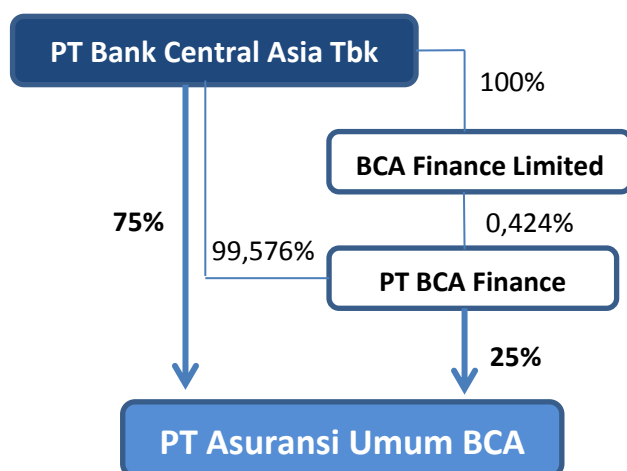 PT Bank Central Asia Tbk
100%
BCA Finance Limited
75%
99,576%
0,424%
PT BCA Finance
25%
PT Asuransi Umum BCA